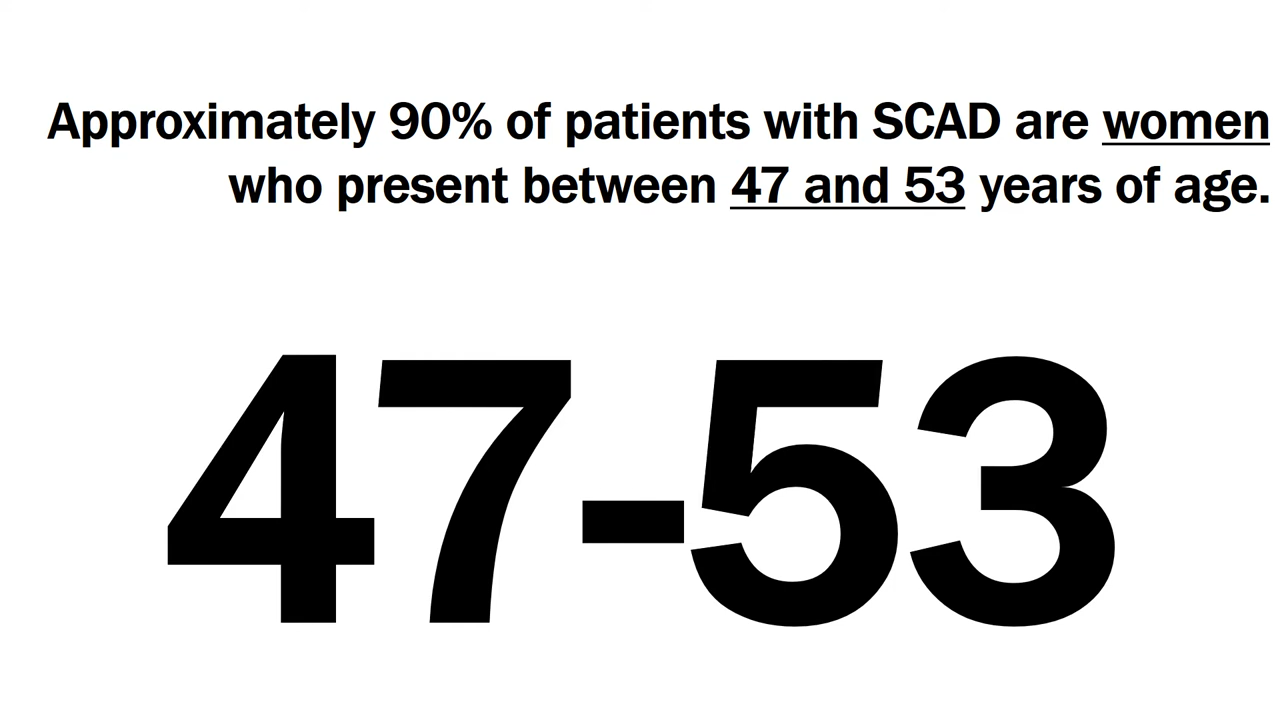 Approximately 90% of patients with SCAD are women
who present between 47 and 53 years of age.
47-53